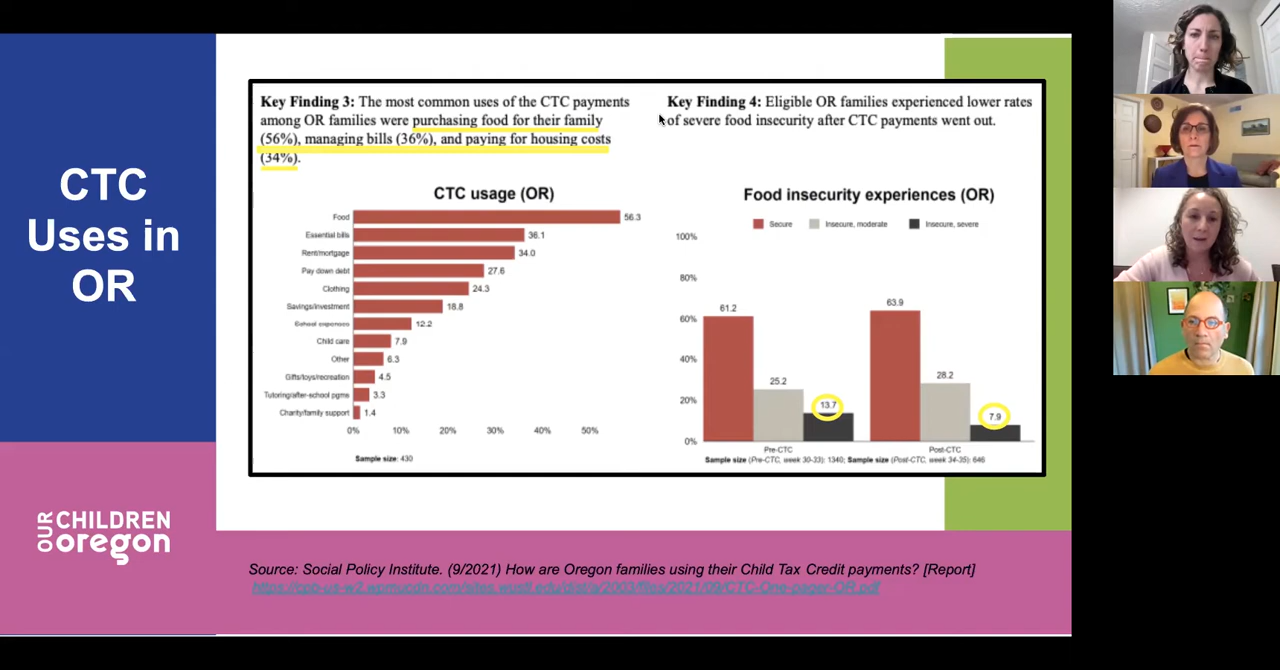 CTC
Uses in
OR
OUR CHILDREN
oregon
Key Finding 3: The most common uses of the CTC payments
among OR families were purchasing food for their family
(56%), managing bills (36%), and paying for housing costs
(34%).
CTC usage (OR)
Food 56.3
Essential bills 36.1
Rent/mortgage 34.0
Pay down debt 27.6
Clothing 24.3
Savings/investment 18.8
School expenses 12.2
Child care 7.9
Other 6.3
Gifts/toys/recreation 4.5
Tutoring/after-school pgms 3.3
Charity/family support 1.4
0% 10% 20% 30% 40% 50%
Sample size: 430
Key Finding 4: Eligible OR families experienced lower rates
of severe food insecurity after CTC payments went out.
Food insecurity experiences (OR)
Secure Insecure, moderate Insecure, severe
100%
80%
60%
40%
20%
0%
61.2 25.2 13.7 63.9 28.2 7.9
Pre-CTC Post-CTC
Sample size (Pre-CTC, week 30-33): 1340; Sample size (Post-CTC, week 34-35): 646
Source: Social Policy Institute. (9/2021) How are Oregon families using their Child Tax Credit payments? [Report]
https://cpb-us-w2.wpmucdn.com/sites.wustl.edu/dist/a/2003/files/2021/09/CTC-One-pager-OR.pdf